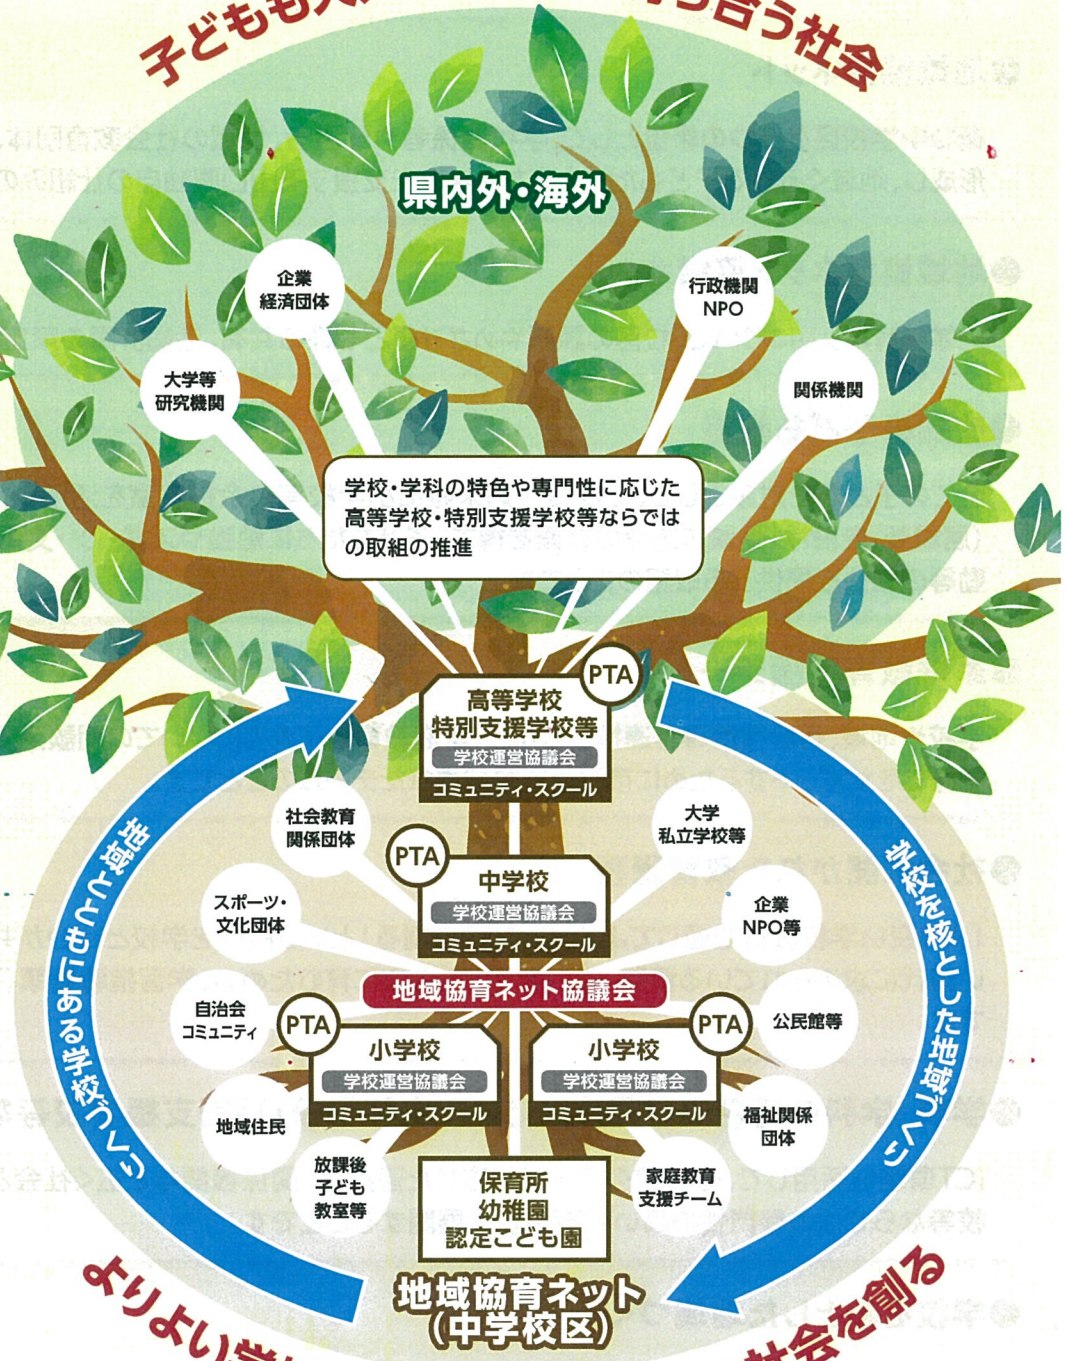 子どもも大
合う社会
県内外・海外
企業
経済団体
行政機関
NPO
大学等
研究機関
関係機関
学校・学科の特色や専門性に応じた
高等学校・特別支援学校等ならでは
の取組の推進
PTA
高等学校
特別支援学校等
学校運営協議会
コミュニティ・スクール
社会教育
関係団体
大学
私立学校等
PTA
中学校
学校運営協議会
コミュニティ・スクール
スポーツ・
文化団体
企業
NPO等
地域とともにある学校づくり
学校を核とした地域づくり
地域協育ネット協議会
自治会
コミュニティ
公民館等
PTA
小学校
学校運営協議会
コミュニティ・スクール
PTA
小学校
学校運営協議会
コミュニティ・スクール
地域住民
福祉関係
団体
放課後
子ども
教室等
家庭教育
支援チーム
保育所
幼稚園
認定こども園
地域協育ネット
(中学校区)
よりよい学
社会を創る